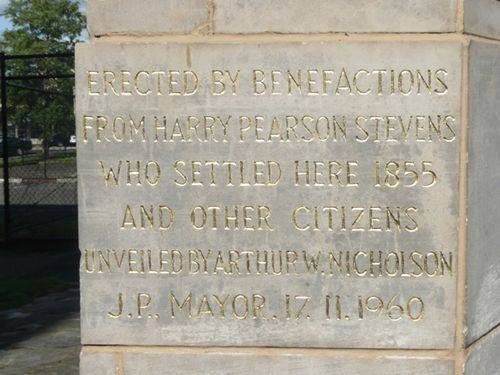 ERECTED BY BENEFACTIONS
FROM HARRY PEARSON STEVENS
WHO SETTLED HERE 1855
AND OTHER CITIZENS
UNVEILED BY ARTHUR W. NICHOLSON
J.P., MAYOR. 17. 11. 1960